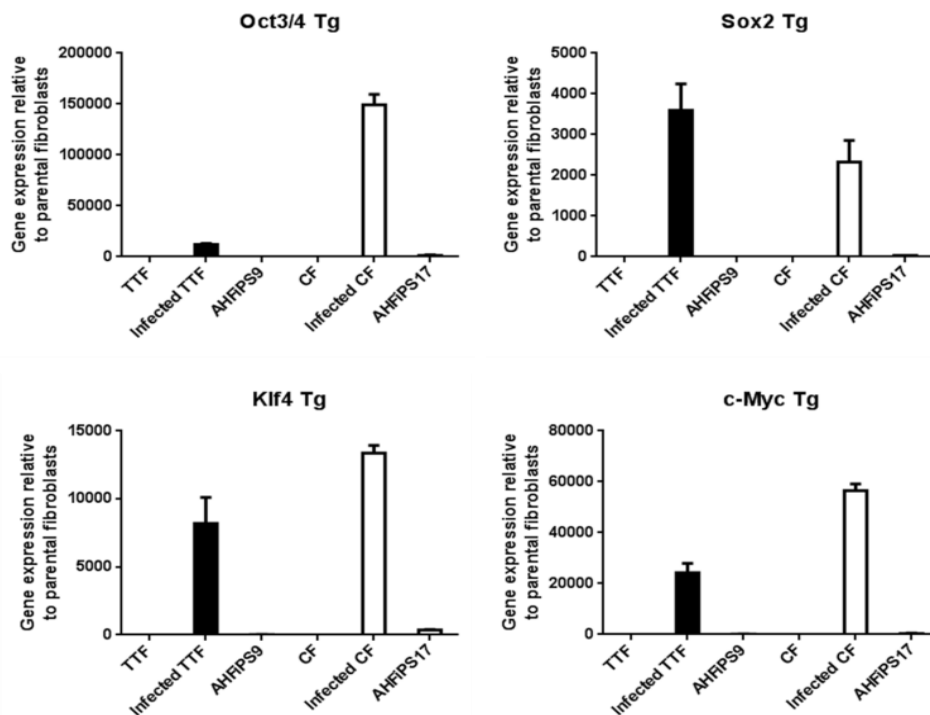 Oct3/4 Tg
Gene expression relative
to parental fibroblasts
200000
150000
100000
50000
0
TTF
Infected TTF
AHFiPS9
CF
Infected CF
AHFiPS17
Sox2 Tg
Gene expression relative
to parental fibroblasts
5000
4000
3000
2000
1000
0
TTF
Infected TTF
AHFiPS9
CF
Infected CF
AHFiPS17
Klf4 Tg
Gene expression relative
to parental fibroblasts
15000
10000
5000
0
TTF
Infected TTF
AHFiPS9
CF
Infected CF
AHFiPS17
c-Myc Tg
Gene expression relative
to parental fibroblasts
80000
60000
40000
20000
0
TTF
Infected TTF
AHFiPS9
CF
Infected CF
AHFiPS17